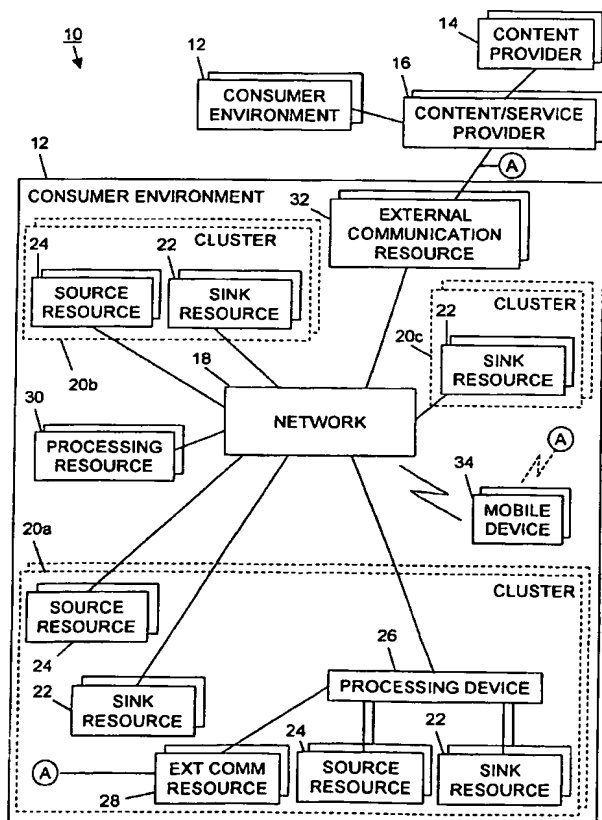 10
14
CONTENT
PROVIDER
12
CONSUMER
ENVIRONMENT
16
CONTENT/SERVICE
PROVIDER
A
12
CONSUMER ENVIRONMENT
32
EXTERNAL
COMMUNICATION
RESOURCE
CLUSTER
24
SOURCE
RESOURCE
22
SINK
RESOURCE
20b
CLUSTER
22
SINK
RESOURCE
20c
18
NETWORK
30
PROCESSING
RESOURCE
A
34
MOBILE
DEVICE
20a
CLUSTER
SOURCE
RESOURCE
24
22
SINK
RESOURCE
26
PROCESSING DEVICE
A
EXT COMM
RESOURCE
28
24
SOURCE
RESOURCE
22
SINK
RESOURCE